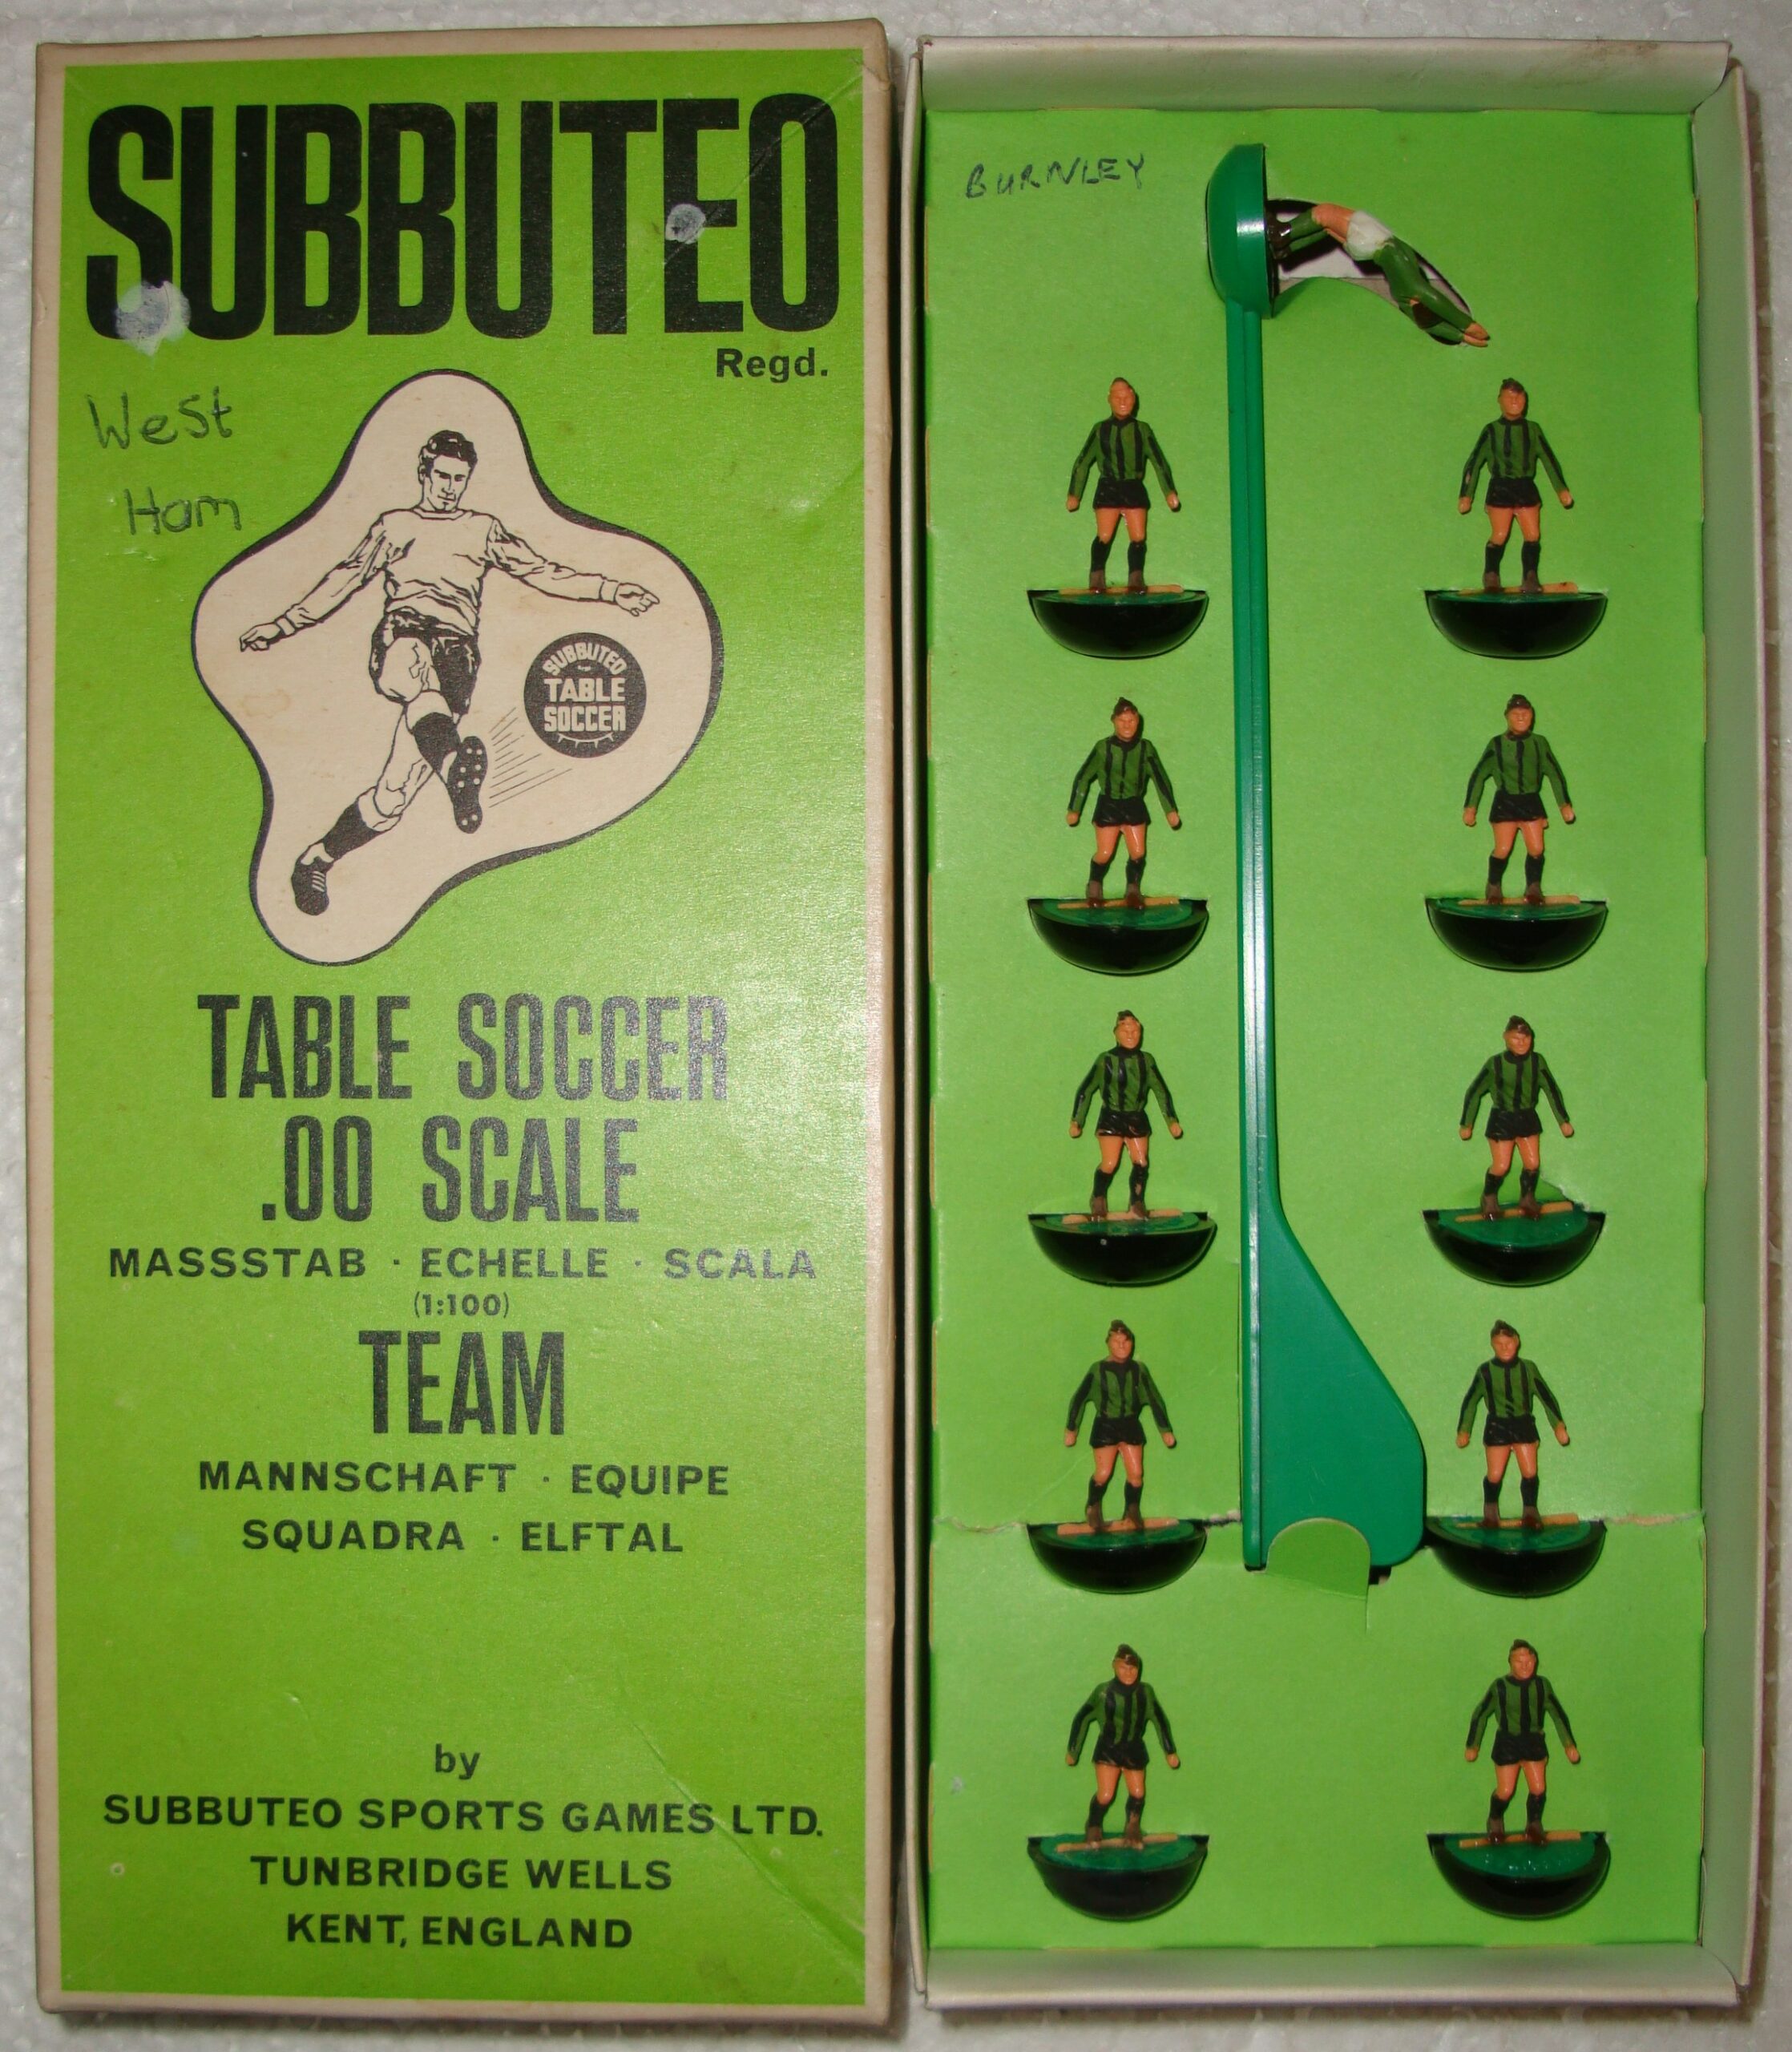 SUBBUTEO
Regd.
West
Ham
SUBBUTEO
TABLE
SOCCER
TABLE SOCCER
.00 SCALE
MASSSTAB · ECHELLE · SCALA
(1:100)
TEAM
MANNSCHAFT · EQUIPE
SQUADRA · ELFTAL
by
SUBBUTEO SPORTS GAMES LTD.
TUNBRIDGE WELLS
KENT, ENGLAND
BURNLEY